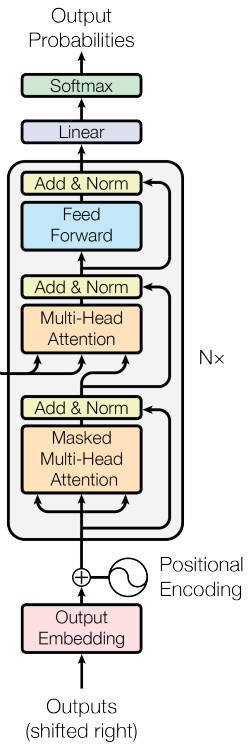 Output
Probabilities
Softmax
Linear
Add & Norm
Feed
Forward
Add & Norm
Multi-Head
Attention
N×
Add & Norm
Masked
Multi-Head
Attention
Positional
Encoding
Output
Embedding
Outputs
(shifted right)